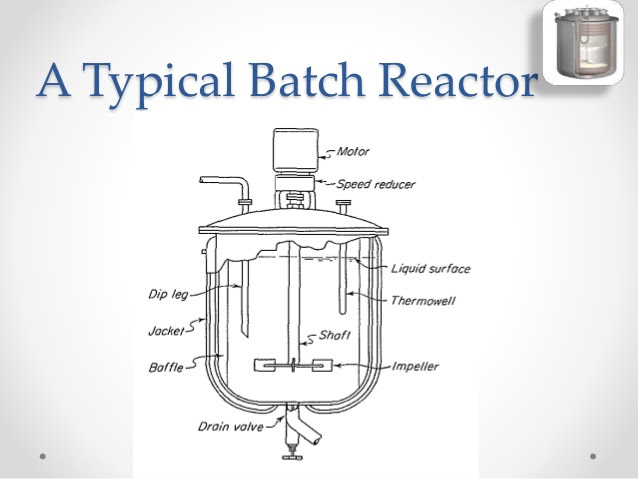 A Typical Batch Reactor
Motor
Speed reducer
Liquid surface
Dip leg
Thermowell
Jacket
Shaft
Baffle
Impeller
Drain valve